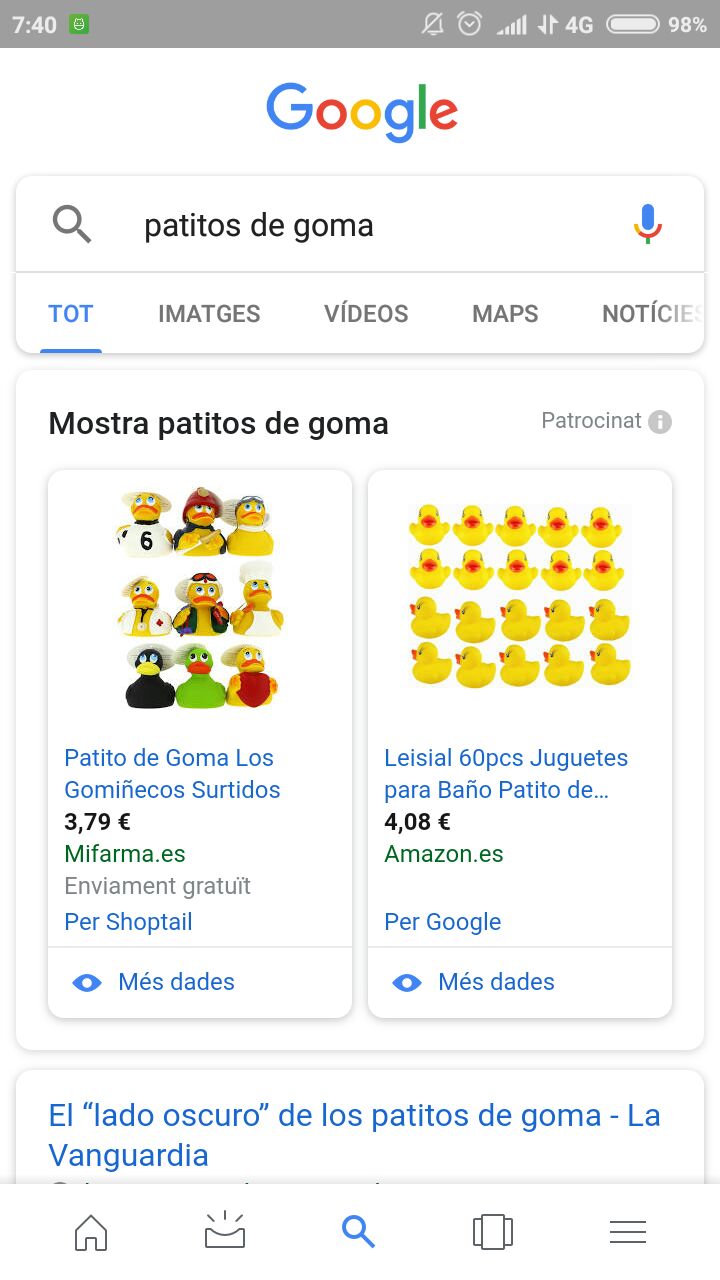 7:40 4G 98%
Google
patitos de goma
TOT IMATGES VÍDEOS MAPS NOTÍCIES
Mostra patitos de goma Patrocinat
6
Patito de Goma Los
Gomiñecos Surtidos
3,79 €
Mifarma.es
Enviament gratuït
Per Shoptail
Més dades
Leisial 60pcs Juguetes
para Baño Patito de…
4,08 €
Amazon.es
Per Google
Més dades
El “lado oscuro” de los patitos de goma - La
Vanguardia